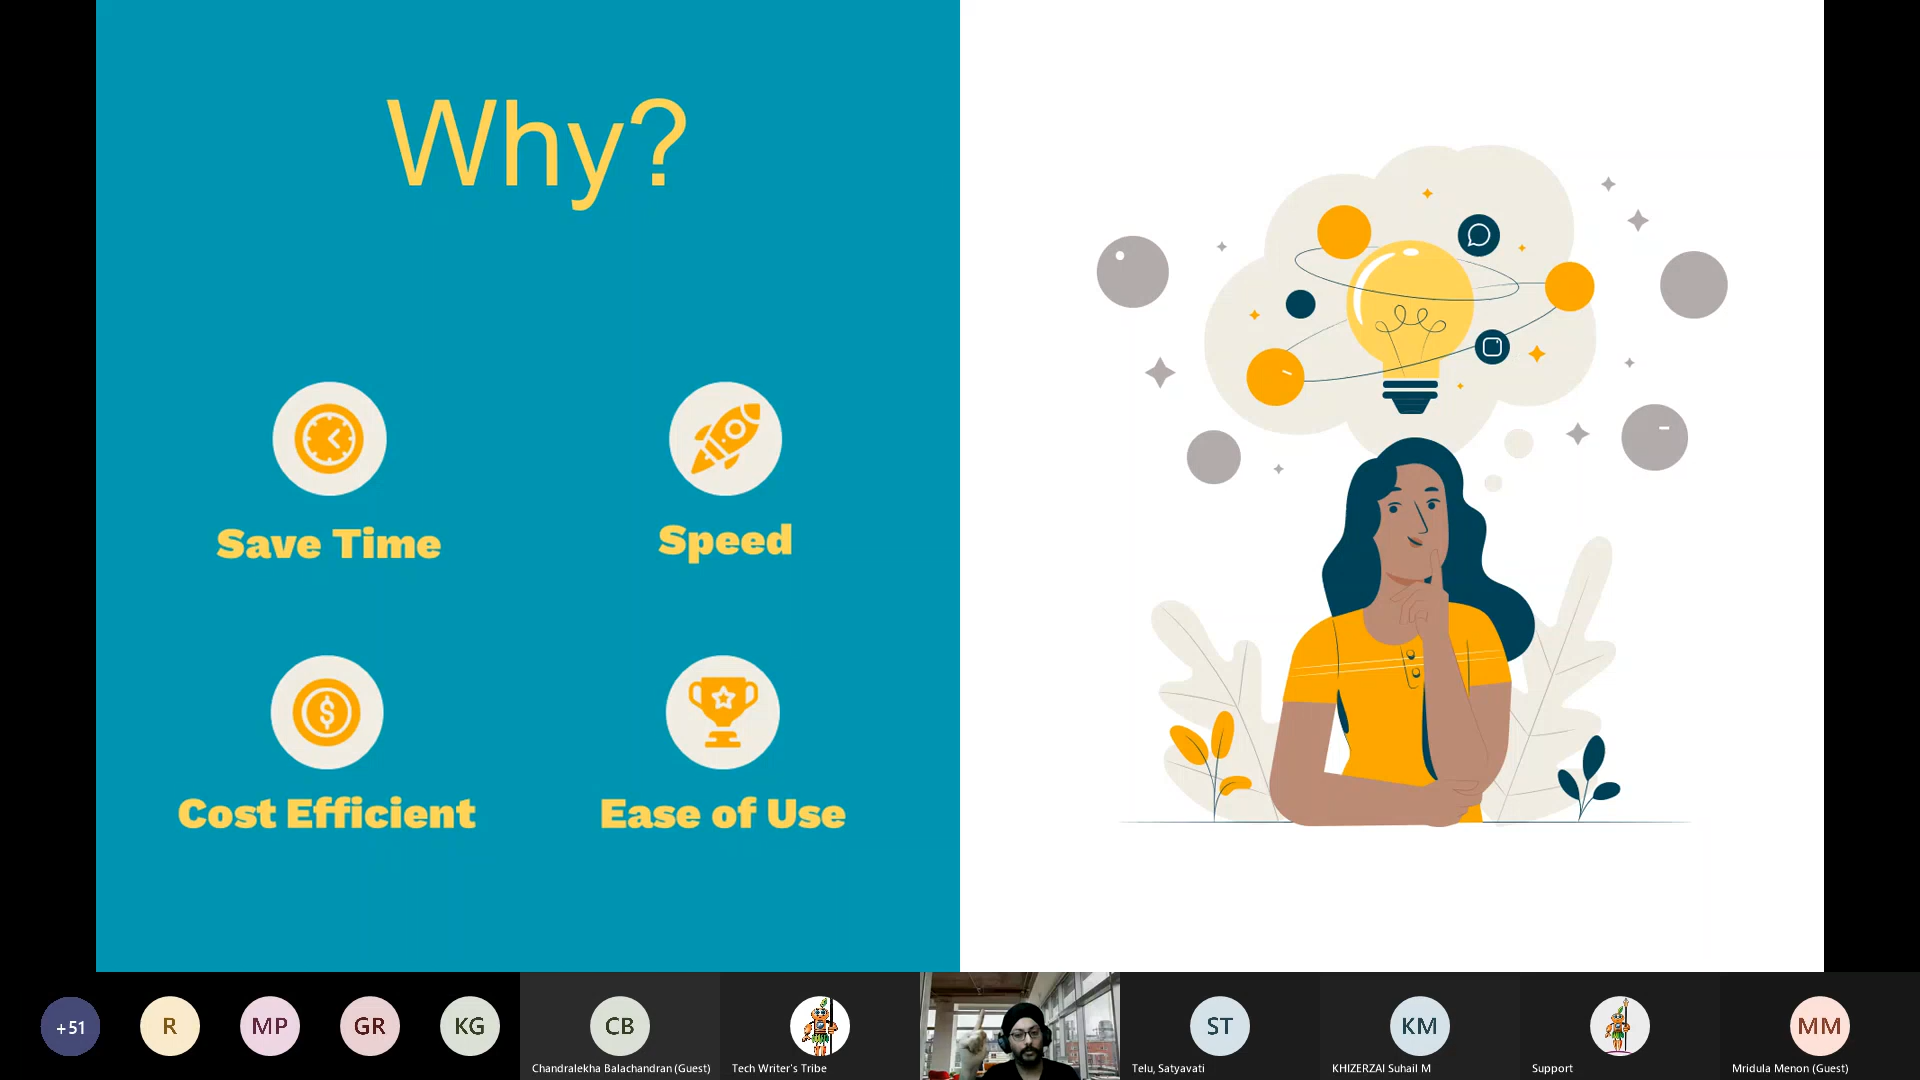 Why?
Save Time
Speed
Cost Efficient
Ease of Use
+51
R
MP
GR
KG
CB
ST
KM
MM
Chandralekha Balachandran (Guest)
Tech Writer's Tribe
Telu, Satyavati
KHIZERZAI Suhail M
Support
Mridula Menon (Guest)